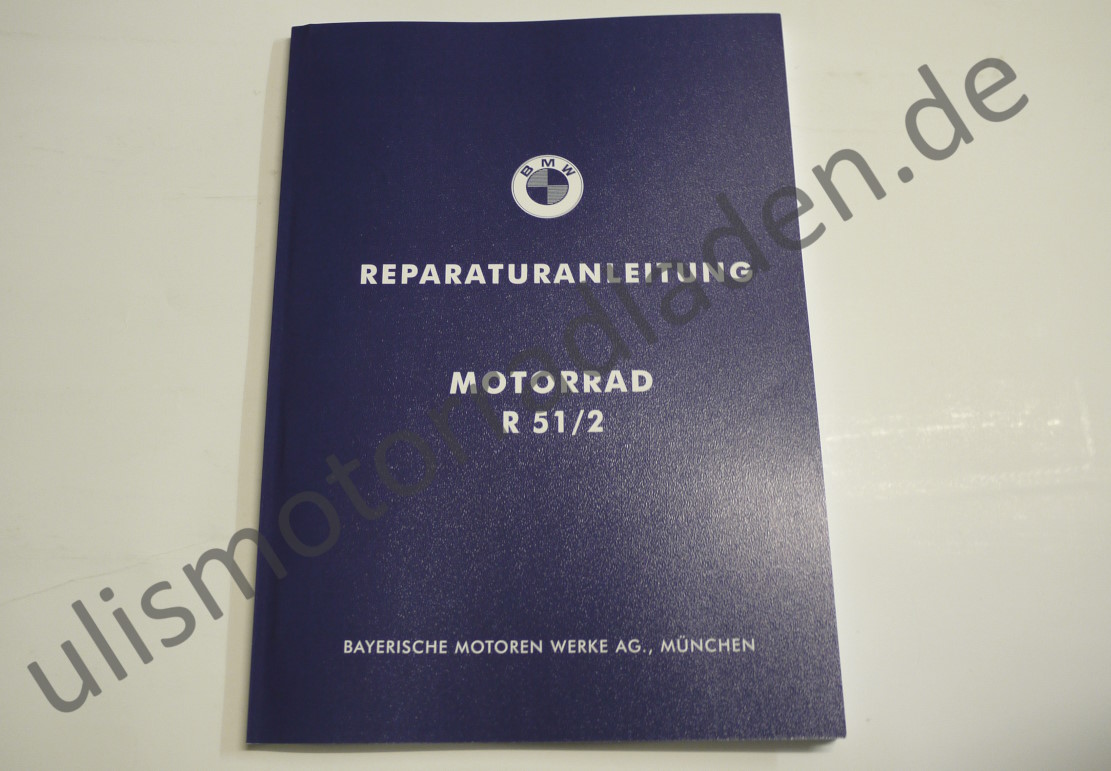 BMW
REPARATURANLEITUNG
MOTORRAD
R 51/2
BAYERISCHE MOTOREN WERKE AG., MÜNCHEN
ulismotorradladen.de